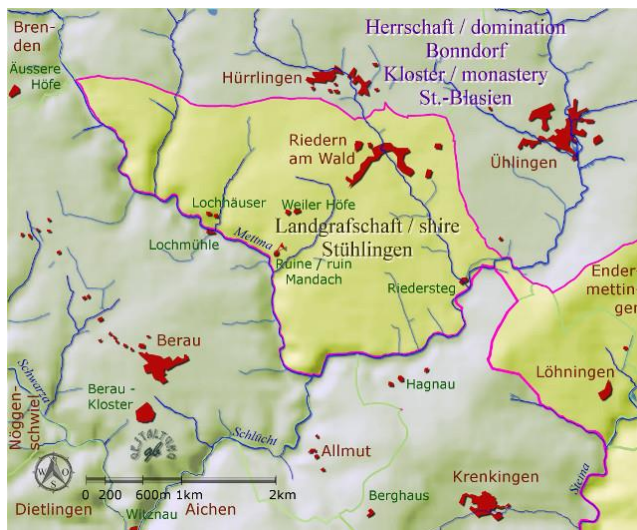 Herrschaft / domination
Bonndorf
Kloster / monastery
St.-Blasien
Bren-
den
Äussere
Höfe
Hürrlingen
Riedern
am Wald
Ühlingen
Lochhäuser
Weiler Höfe
Landgrafschaft / shire
Stühlingen
Lochmühle
Mettma
Ruine / ruin
Mandach
Riedersteg
Ender
mettin
gen
Berau
Löhningen
Schwarza
Berau -
Kloster
Hagnau
Nöggen-
schwiel
Schlücht
Allmut
GESTALTUNG
Steina
Krenkingen
N
W
O
S
0 200 600m 1km 2km
Berghaus
Dietlingen
Witznau
Aichen